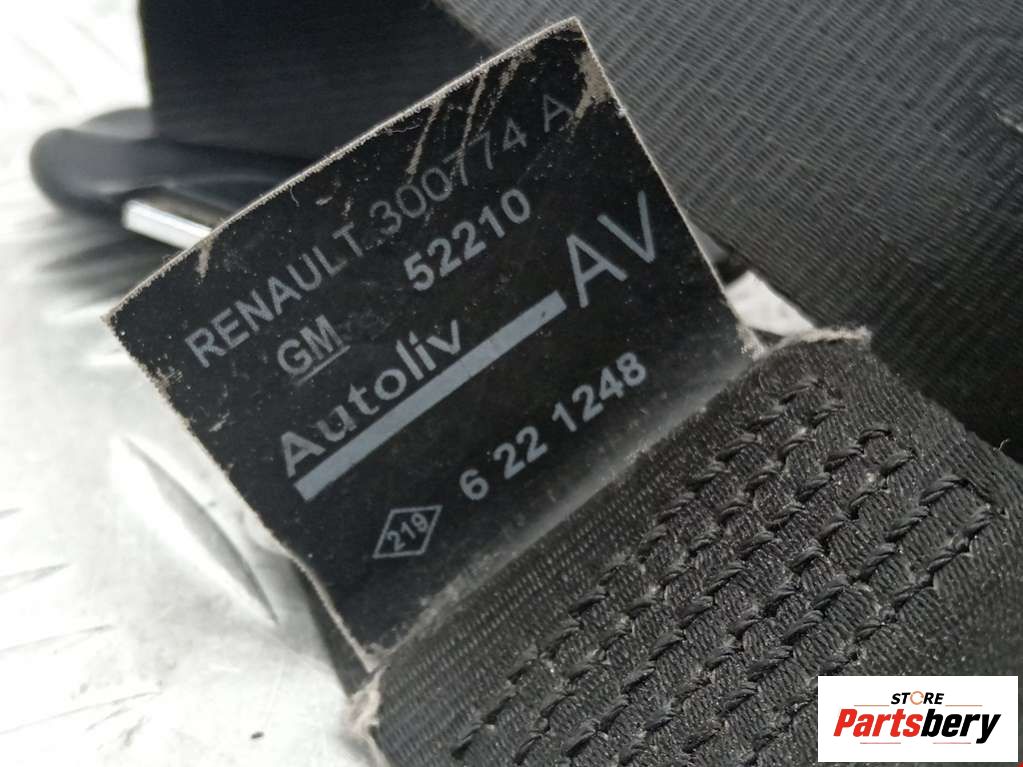 RENAULT 300774 A
GM 52210
Autoliv AV
219 6 22 1248
STORE
Partsbery